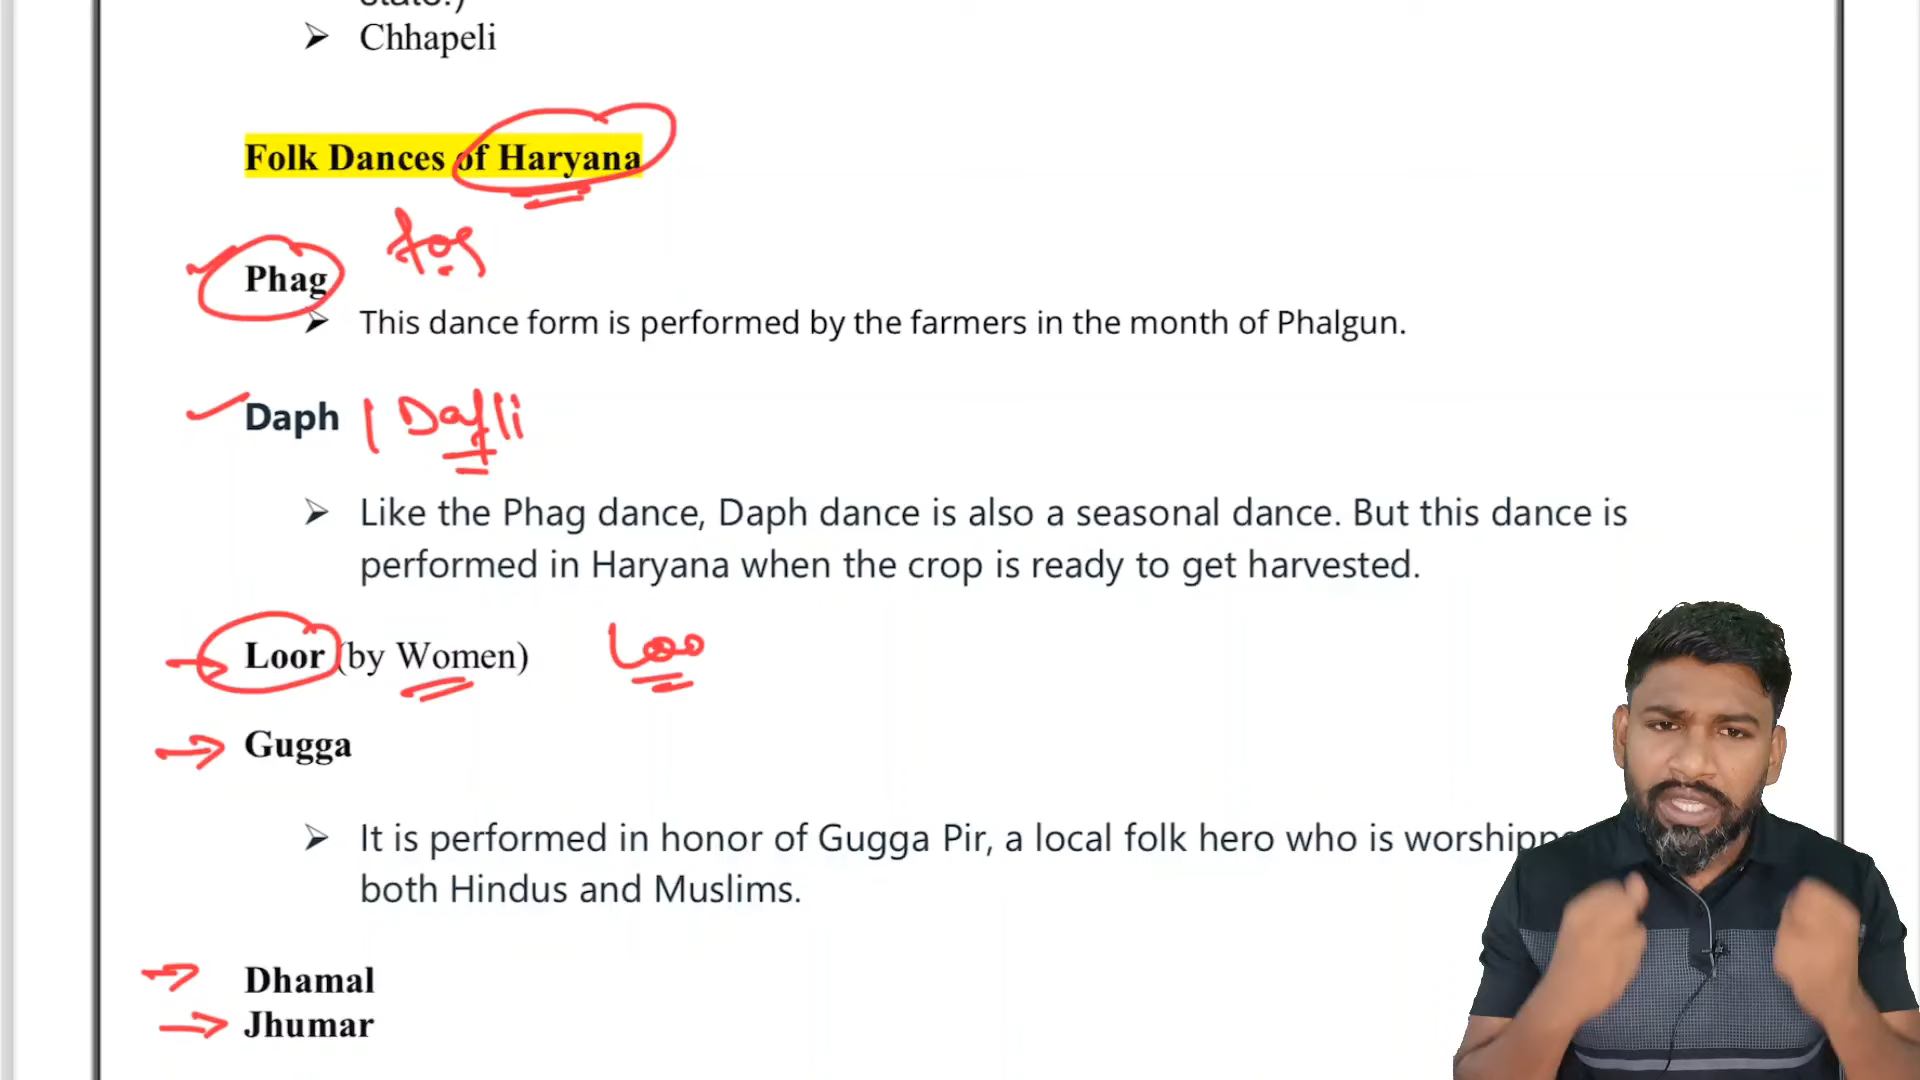 ➢ Chhapeli
Folk Dances of Haryana
Phag fog
➢ This dance form is performed by the farmers in the month of Phalgun.
Daph | Dafli
➢ Like the Phag dance, Daph dance is also a seasonal dance. But this dance is
performed in Haryana when the crop is ready to get harvested.
Loor (by Women) Loo
Gugga
➢ It is performed in honor of Gugga Pir, a local folk hero who is
both Hindus and Muslims.
Dhamal
Jhumar